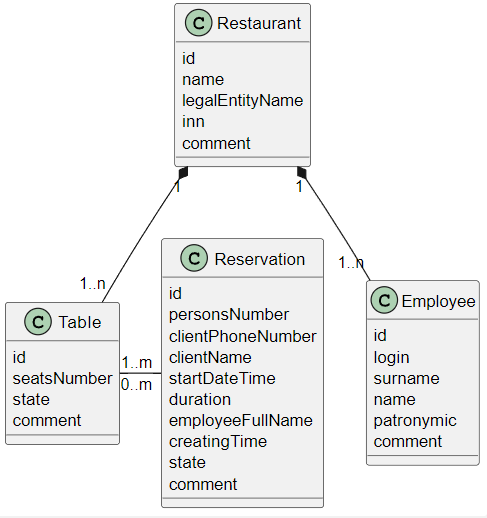 C Restaurant
id
name
legalEntityName
inn
comment
1
1
1..n
1..n
C Reservation
id
personsNumber
clientPhoneNumber
clientName
startDateTime
duration
employeeFullName
creatingTime
state
comment
C Employee
id
login
surname
name
patronymic
comment
C Table
id
seatsNumber
state
comment
1..m
0..m